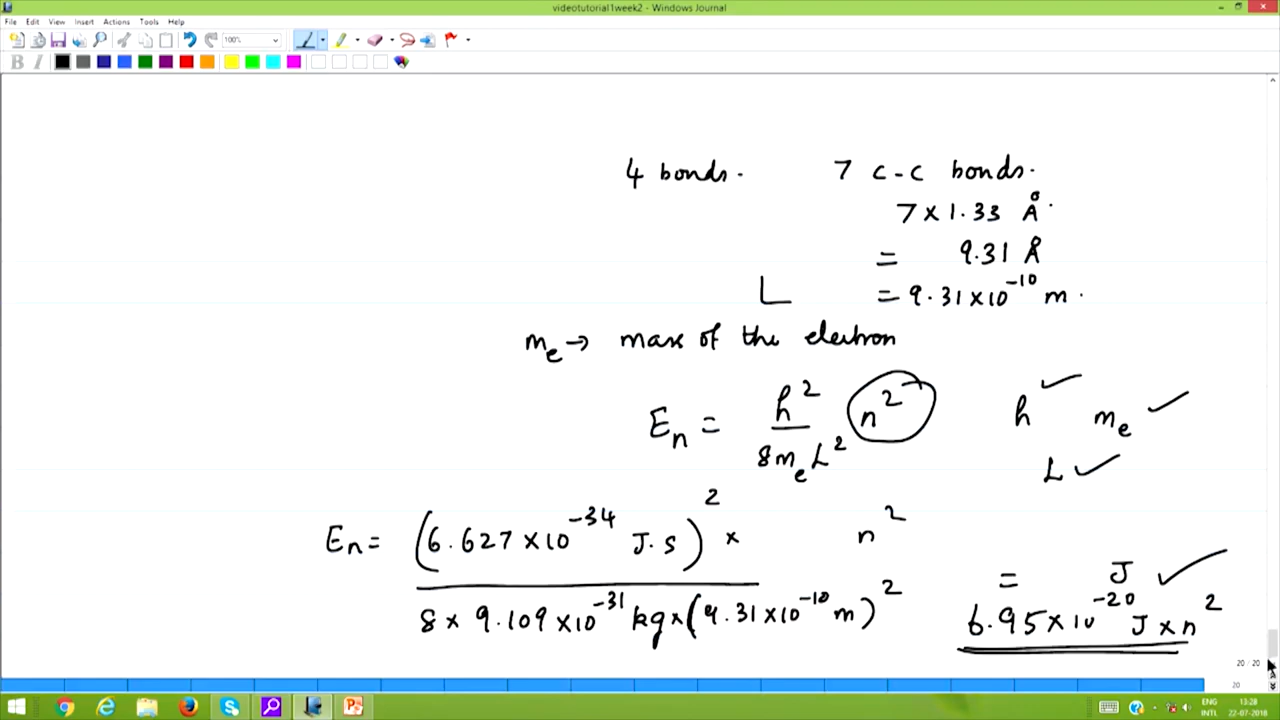 videotutorial1week2 - Windows Journal
File Edit View Insert Actions Tools Help
100%
B I
4 bonds. 7 c-c bonds.
7 × 1.33 Å.
= 9.31 Å
L = 9.31×10⁻¹⁰ m.
mₑ → mass of the electron
Eₙ = h² / 8mₑL² n² h ✓ mₑ ✓
L ✓
Eₙ = (6.627×10⁻³⁴ J.s)² × n²
= J ✓
8 × 9.109×10⁻³¹ kg×(9.31×10⁻¹⁰ m)² 6.95×10⁻²⁰ J × n²
20 / 20
20
ENG 13:28
INTL 22-07-2018